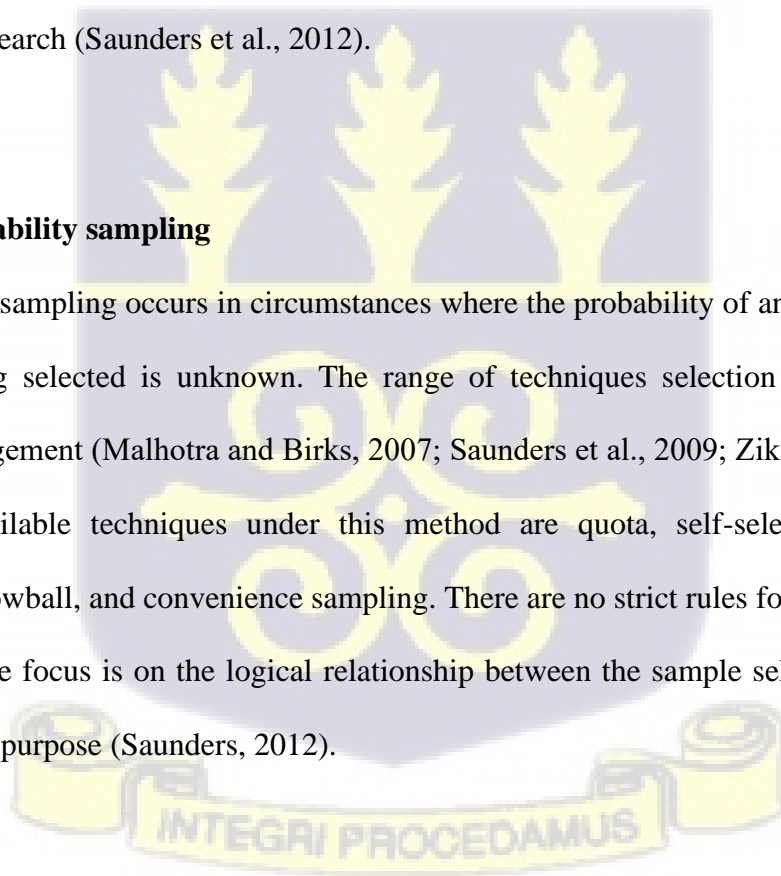 earch (Saunders et al., 2012).
ability sampling
sampling occurs in circumstances where the probability of an
g selected is unknown. The range of techniques selection
gement (Malhotra and Birks, 2007; Saunders et al., 2009; Zik
ilable techniques under this method are quota, self-sele
owball, and convenience sampling. There are no strict rules fo
e focus is on the logical relationship between the sample sel
purpose (Saunders, 2012).
INTEGRI PROCEDAMUS